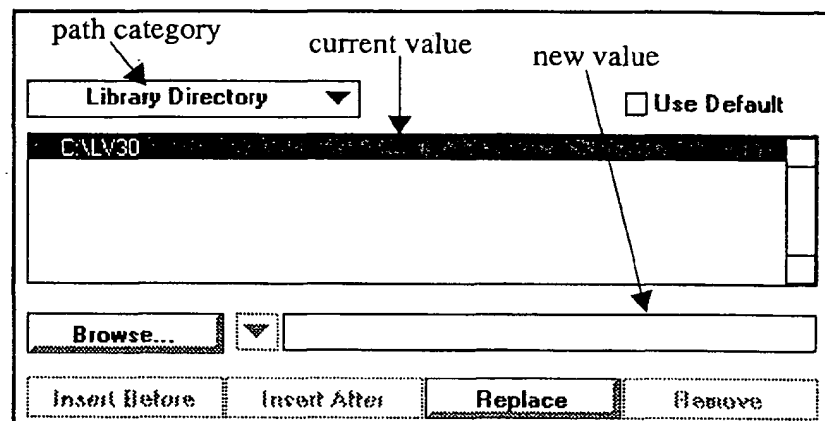 path category
current value
new value
Library Directory
Use Default
C:\LV30
Browse...
Insert Before Insert After Replace Remove